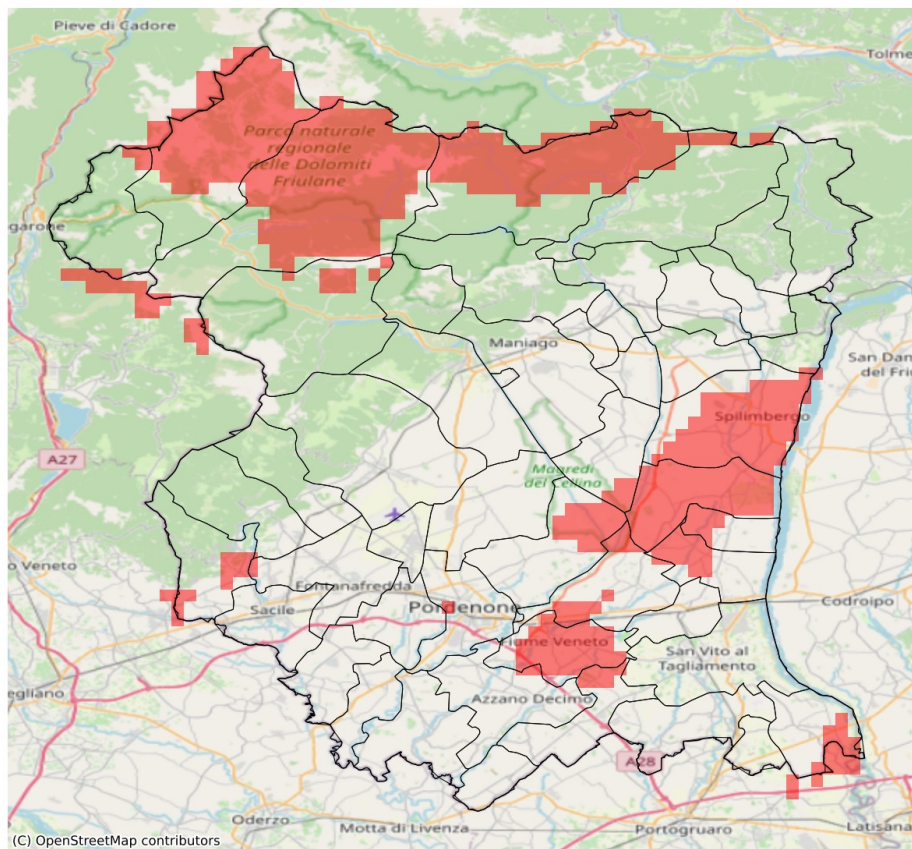 Pieve di Cadore
Tolme
Parco naturale
regionale
delle Dolomiti
Friulane
garone
Maniago
San Dan
del Friu
Spilimbergo
A27
Magredi
del Cellina
o Veneto
Fontanafredda
Sacile
Pordenone
Codroipo
Fiume Veneto
San Vito al
Tagliamento
egliano
Azzano Decimo
A28
Oderzo
Motta di Livenza
Portogruaro
Latisana
(C) OpenStreetMap contributors